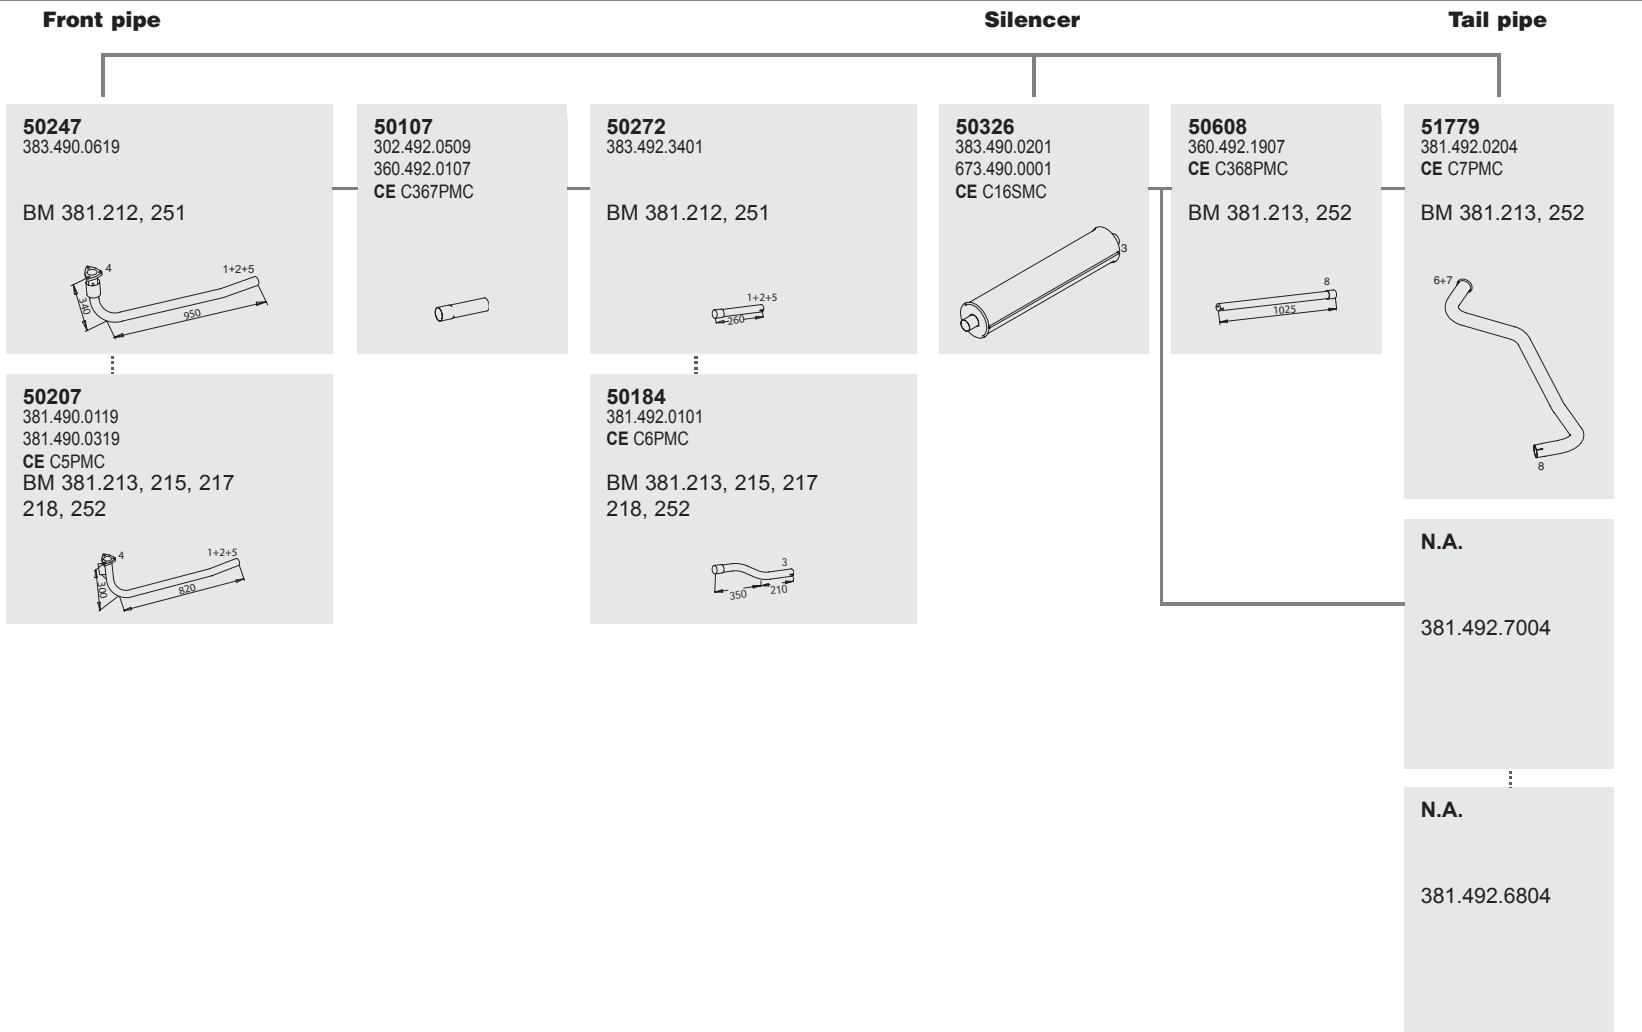 Front pipe
Silencer
Tail pipe
50247
383.490.0619
BM 381.212, 251
4
1+2+5
340
950
50107
302.492.0509
360.492.0107
CE C367PMC
50272
383.492.3401
BM 381.212, 251
1+2+5
260
50326
383.490.0201
673.490.0001
CE C16SMC
3
50608
360.492.1907
CE C368PMC
BM 381.213, 252
8
1025
51779
381.492.0204
CE C7PMC
BM 381.213, 252
6+7
8
50207
381.490.0119
381.490.0319
CE C5PMC
BM 381.213, 215, 217
218, 252
4
1+2+5
300
820
50184
381.492.0101
CE C6PMC
BM 381.213, 215, 217
218, 252
3
350
210
N.A.
381.492.7004
N.A.
381.492.6804